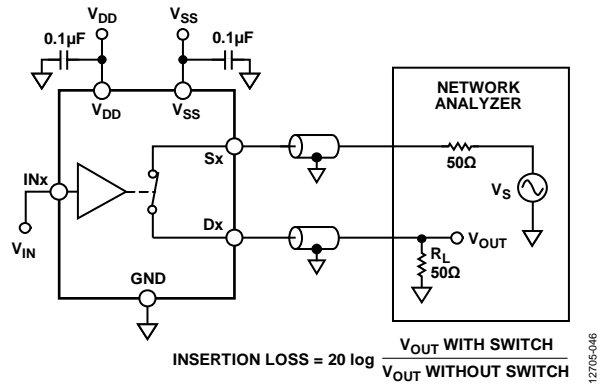 VDD
VSS
0.1µF
0.1µF
VDD
VSS
NETWORK
ANALYZER
Sx
50Ω
INx
VS
Dx
VOUT
VIN
RL
50Ω
GND
INSERTION LOSS = 20 log VOUT WITH SWITCH
VOUT WITHOUT SWITCH
12705-046